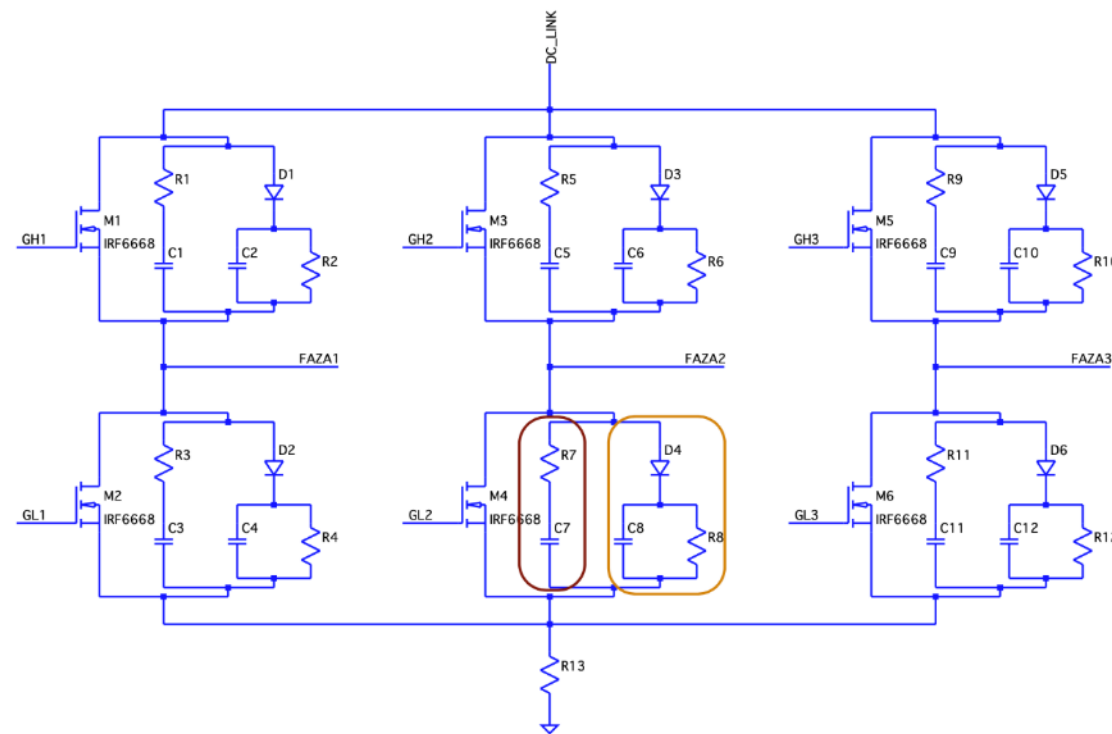 DC_LINK
R1
D1
M1
IRF6668
GH1
C1
C2
R2
R5
D3
M3
IRF6668
GH2
C5
C6
R6
R9
D5
M5
IRF6668
GH3
C9
C10
R10
FAZA1
FAZA2
FAZA3
R3
D2
M2
IRF6668
GL1
C3
C4
R4
R7
D4
M4
IRF6668
GL2
C7
C8
R8
R11
D6
M6
IRF6668
GL3
C11
C12
R12
R13